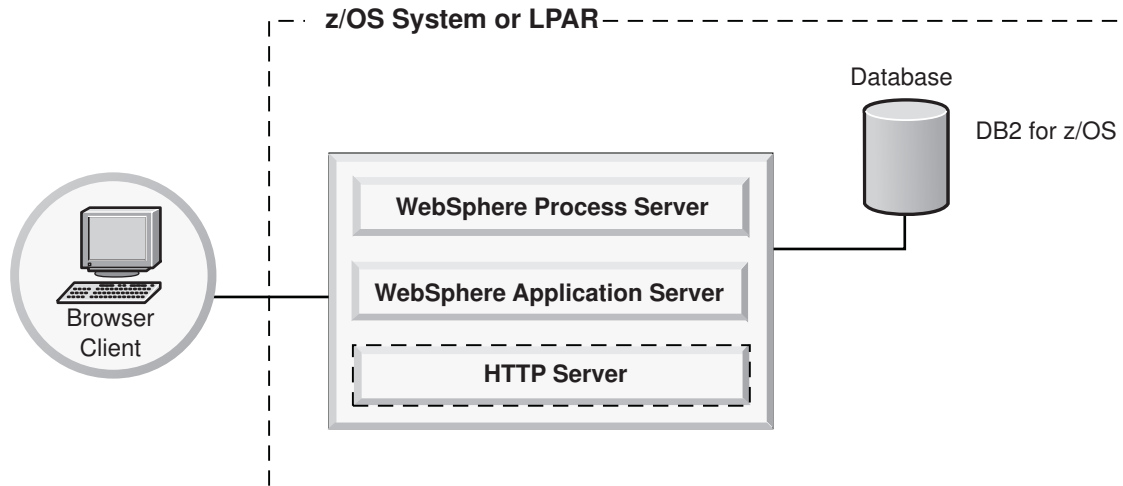 z/OS System or LPAR
Database
DB2 for z/OS
WebSphere Process Server
WebSphere Application Server
HTTP Server
Browser
Client